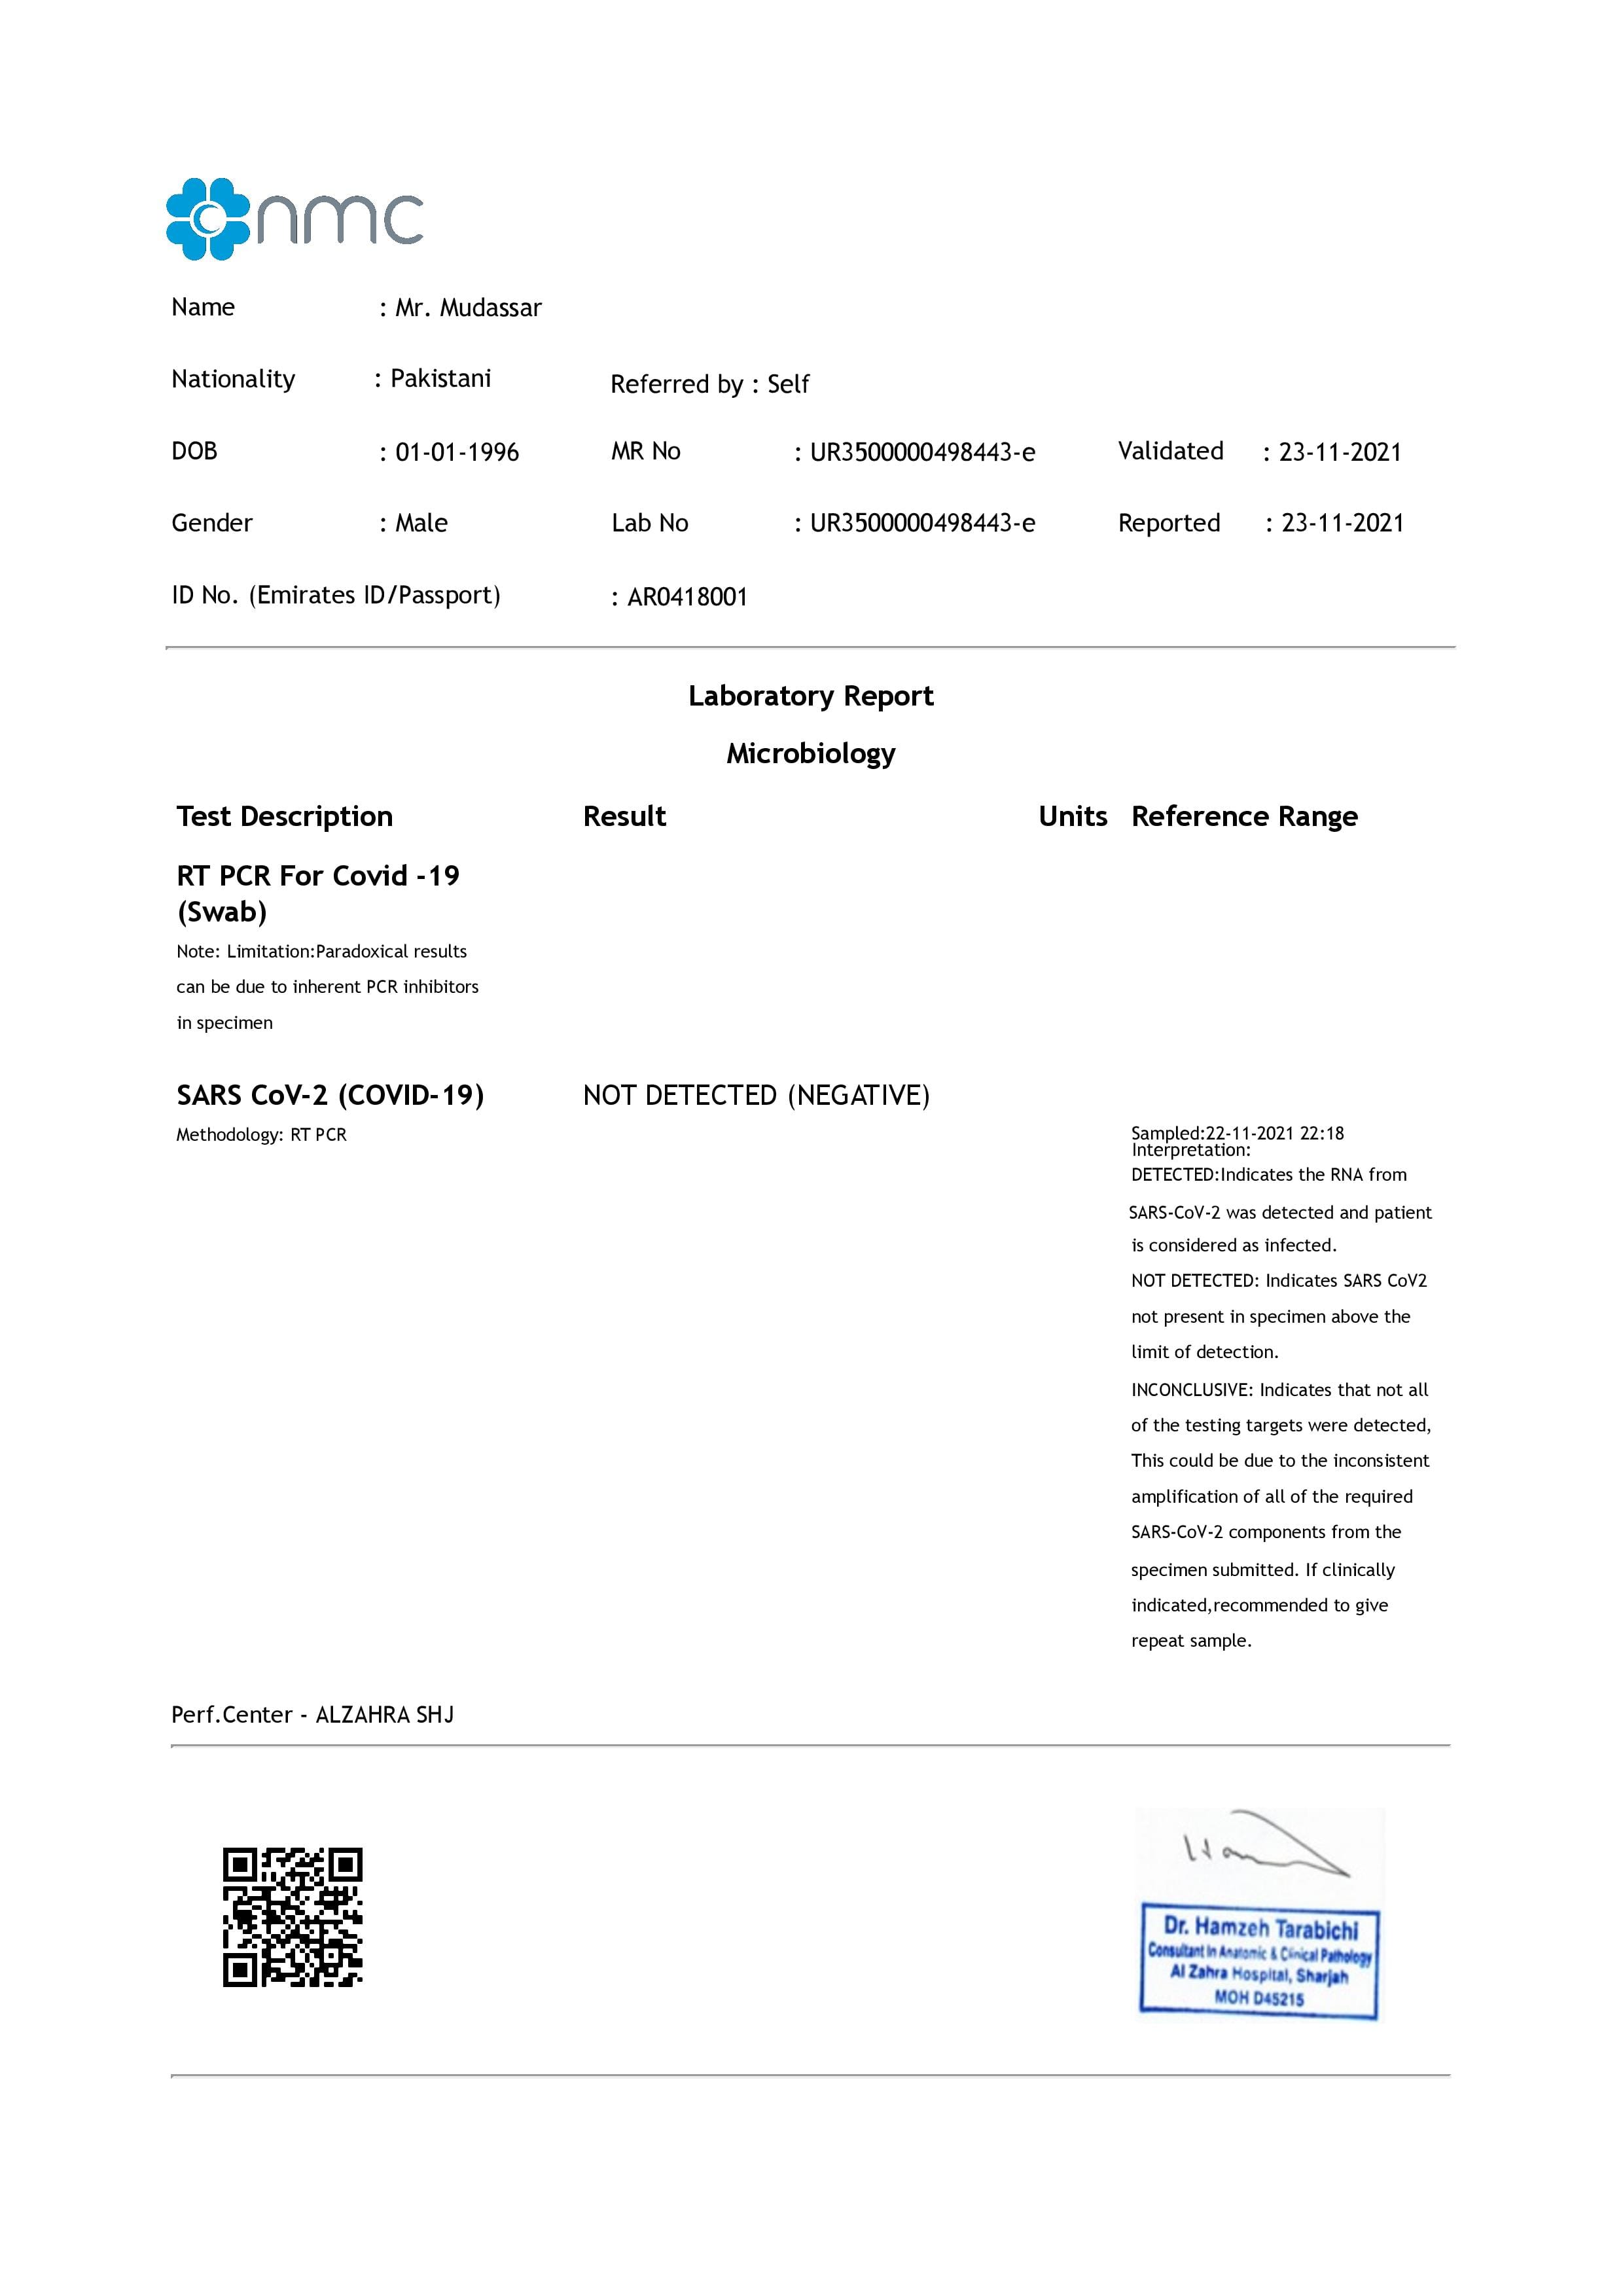 nmc
Name : Mr. Mudassar
Nationality : Pakistani Referred by : Self
DOB : 01-01-1996 MR No : UR3500000498443-e Validated : 23-11-2021
Gender : Male Lab No : UR3500000498443-e Reported : 23-11-2021
ID No. (Emirates ID/Passport) : AR0418001
Laboratory Report
Microbiology
Test Description Result Units Reference Range
RT PCR For Covid -19
(Swab)
Note: Limitation:Paradoxical results
can be due to inherent PCR inhibitors
in specimen
SARS CoV-2 (COVID-19) NOT DETECTED (NEGATIVE)
Methodology: RT PCR
Sampled:22-11-2021 22:18
Interpretation:
DETECTED:Indicates the RNA from
SARS-CoV-2 was detected and patient
is considered as infected.
NOT DETECTED: Indicates SARS CoV2
not present in specimen above the
limit of detection.
INCONCLUSIVE: Indicates that not all
of the testing targets were detected,
This could be due to the inconsistent
amplification of all of the required
SARS-CoV-2 components from the
specimen submitted. If clinically
indicated,recommended to give
repeat sample.
Perf.Center - ALZAHRA SHJ
Dr. Hamzeh Tarabichi
Consultant In Anatomic & Clinical Pathology
Al Zahra Hospital, Sharjah
MOH D45215